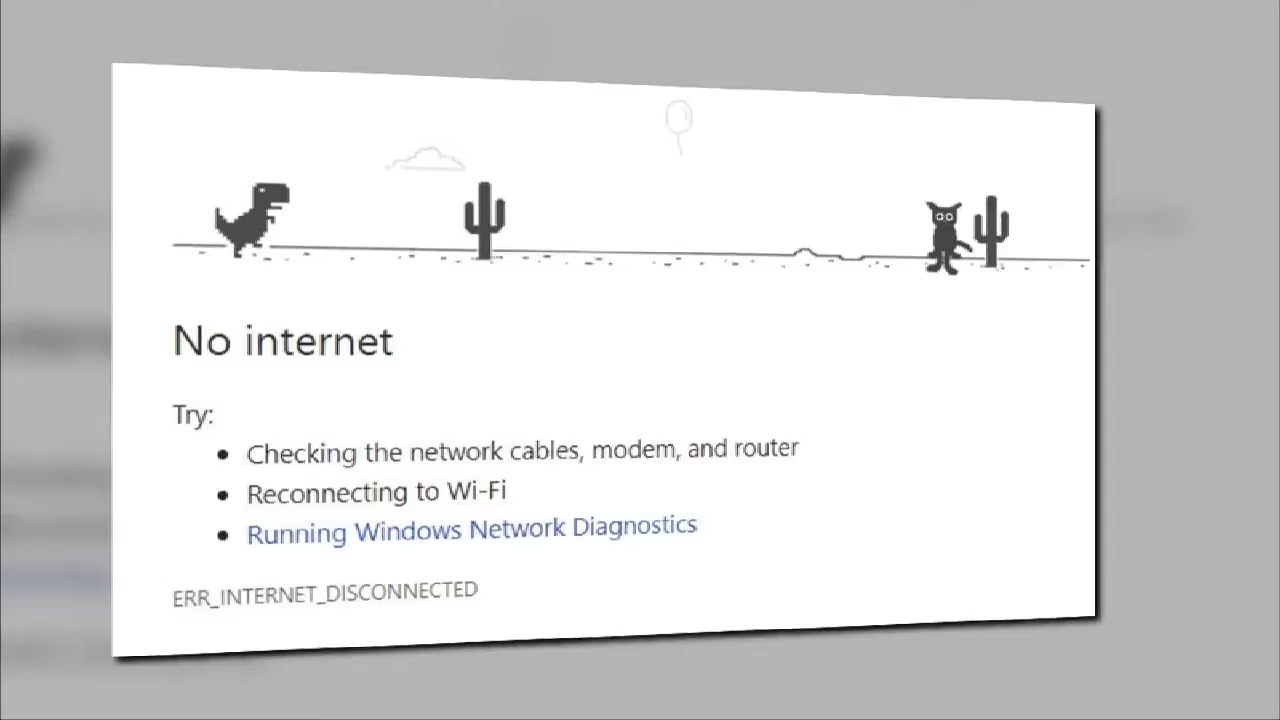 No internet
Try:
Checking the network cables, modem, and router
Reconnecting to Wi-Fi
Running Windows Network Diagnostics
ERR_INTERNET_DISCONNECTED